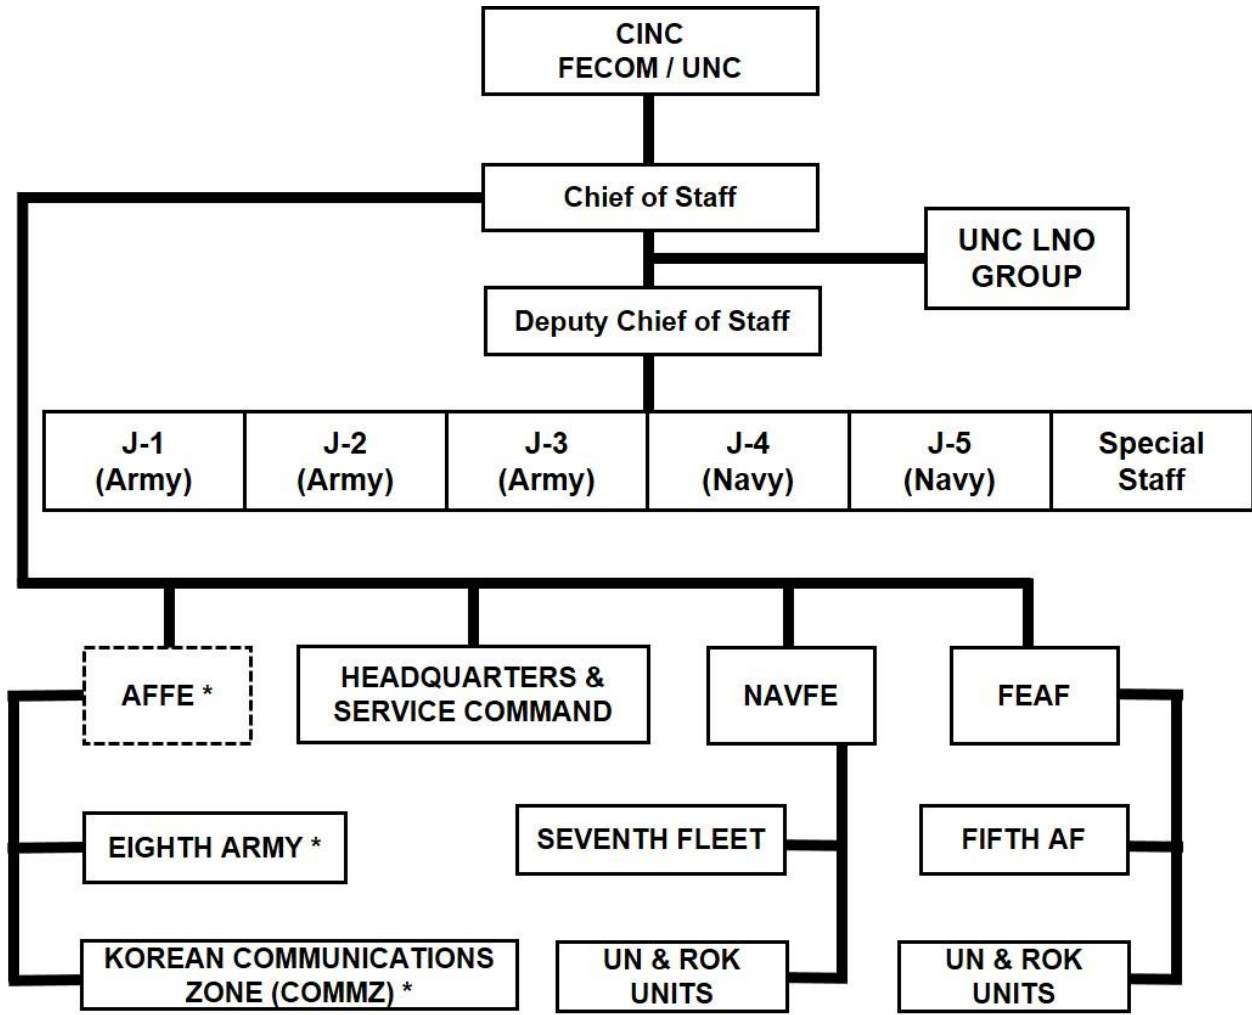 CINC
FECOM / UNC
Chief of Staff
UNC LNO
GROUP
Deputy Chief of Staff
J-1
(Army)
J-2
(Army)
J-3
(Army)
J-4
(Navy)
J-5
(Navy)
Special
Staff
AFFE *
HEADQUARTERS &
SERVICE COMMAND
NAVFE
FEAF
EIGHTH ARMY *
SEVENTH FLEET
FIFTH AF
KOREAN COMMUNICATIONS
ZONE (COMMZ) *
UN & ROK
UNITS
UN & ROK
UNITS